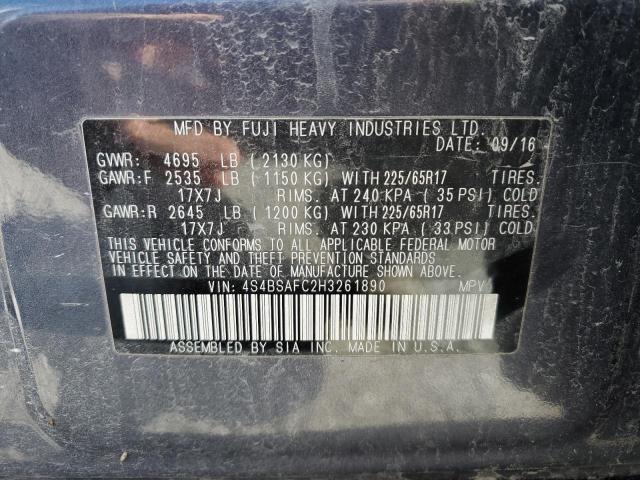 MFD BY FUJI HEAVY INDUSTRIES LTD.
DATE: 09/16
GVWR: 4695 LB ( 2130 KG)
GAWR:F 2535 LB ( 1150 KG) WITH 225/65R17 TIRES.
17X7J RIMS. AT 240 KPA ( 35 PSI) COLD
GAWR:R 2645 LB ( 1200 KG) WITH 225/65R17 TIRES.
17X7J RIMS. AT 230 KPA ( 33 PSI) COLD
THIS VEHICLE CONFORMS TO ALL APPLICABLE FEDERAL MOTOR
VEHICLE SAFETY AND THEFT PREVENTION STANDARDS
IN EFFECT ON THE DATE OF MANUFACTURE SHOWN ABOVE.
VIN: 4S4BSAFC2H3261890 MPV
ASSEMBLED BY SIA INC. MADE IN U.S.A.